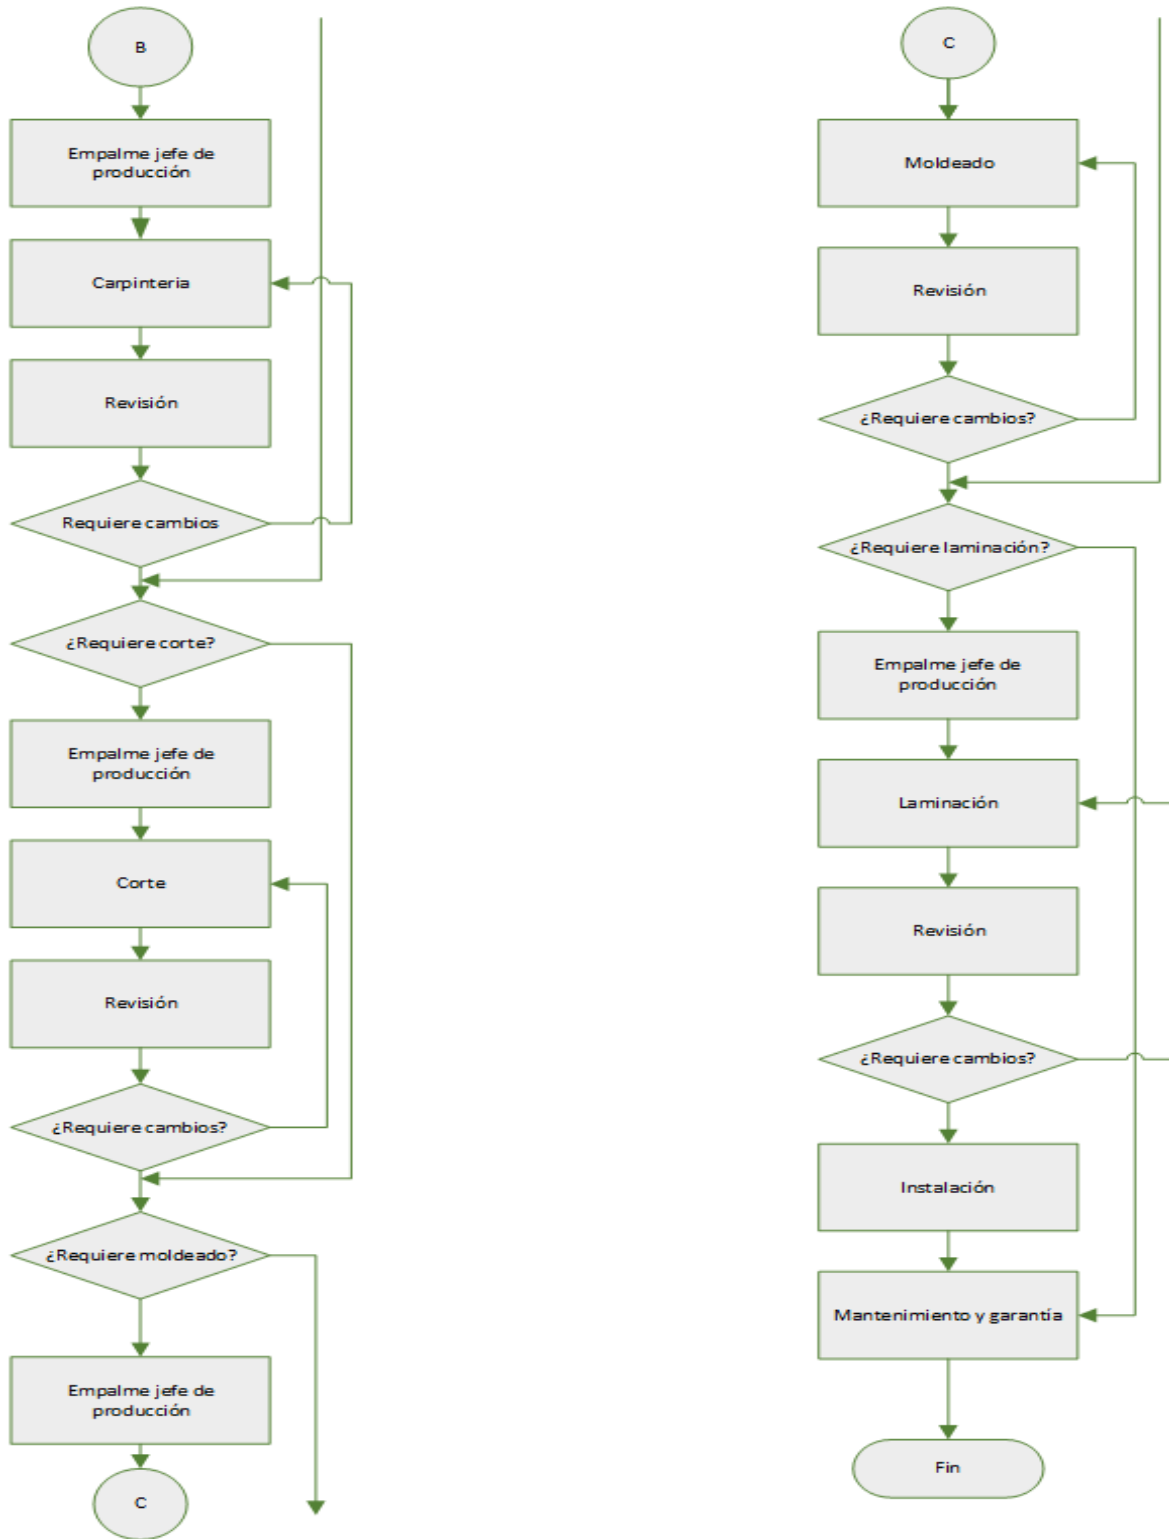 B
Empalme jefe de
producción
Carpinteria
Revisión
Requiere cambios
¿Requiere corte?
Empalme jefe de
producción
Corte
Revisión
¿Requiere cambios?
¿Requiere moldeado?
Empalme jefe de
producción
C
C
Moldeado
Revisión
¿Requiere cambios?
¿Requiere laminación?
Empalme jefe de
producción
Laminación
Revisión
¿Requiere cambios?
Instalación
Mantenimiento y garantía
Fin